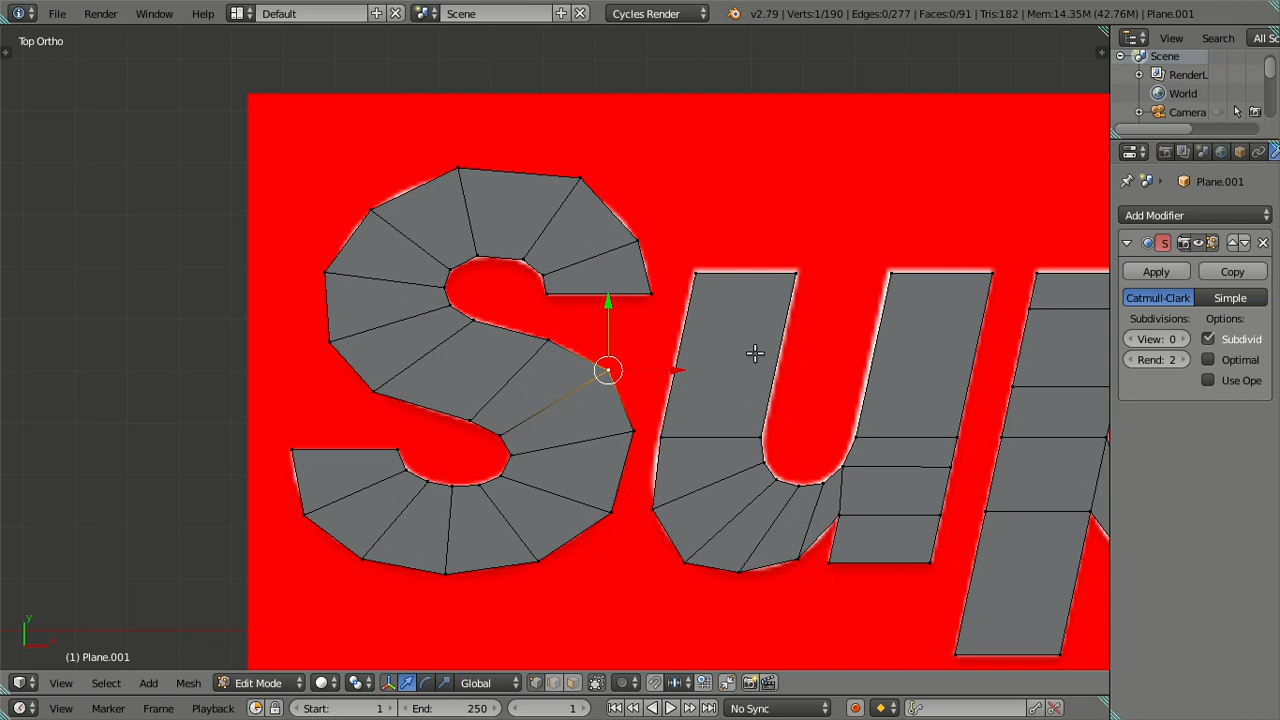 File Render Window Help Default Scene Cycles Render v2.79 | Verts:1/190 | Edges:0/277 | Faces:0/91 | Tris:182 | Mem:14.35M (42.76M) | Plane.001
Top Ortho
View Search All Sc
Scene
RenderL
World
Camera
Plane.001
Add Modifier
S
Apply Copy
Catmull-Clark Simple
Subdivisions: Options:
View: 0 Subdivid
Rend: 2 Optimal
Use Ope
Sup
y
x
(1) Plane.001
View Select Add Mesh Edit Mode Global
View Marker Frame Playback Start: 1 End: 250 1 No Sync